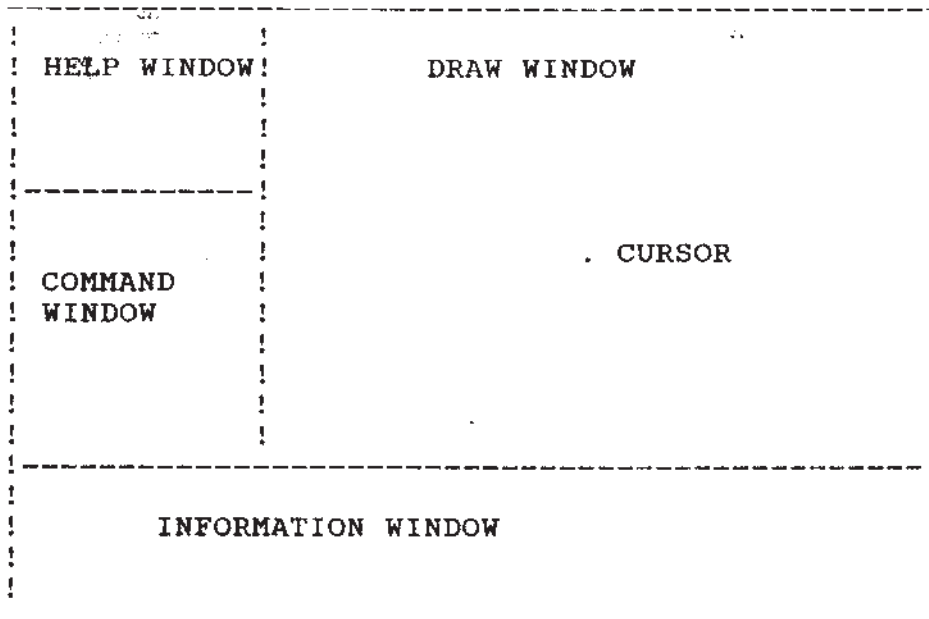 HELP WINDOW
DRAW WINDOW
. CURSOR
COMMAND
WINDOW
INFORMATION WINDOW